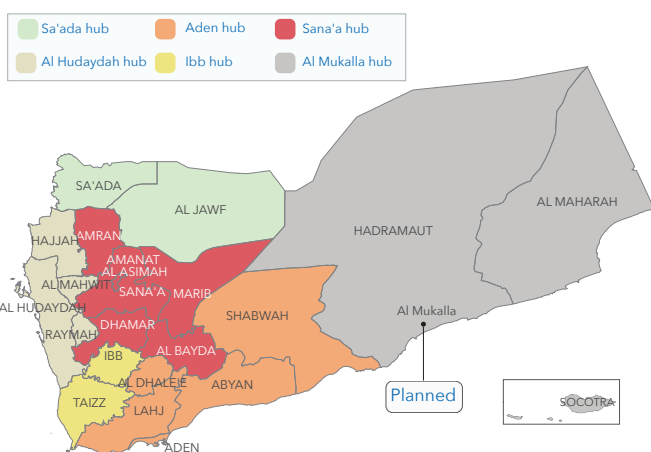 Sa'ada hub
Aden hub
Sana'a hub
Al Hudaydah hub
Ibb hub
Al Mukalla hub
SA'ADA
AL JAWF
AL MAHARAH
HADRAMAUT
HAJJAH
AMRAN
AMANAT
AL ASIMAH
AL MAHWIT
SANA'A
MARIB
AL HUDAYDAH
Al Mukalla
SHABWAH
DHAMAR
RAYMAH
AL BAYDA
IBB
AL DHALE'E
ABYAN
Planned
TAIZZ
LAHJ
SOCOTRA
ADEN